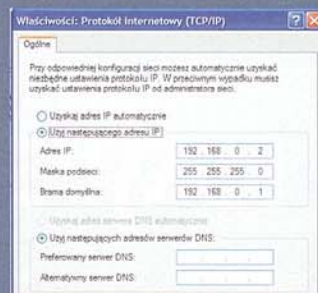 Właściwości: Protokół internetowy (TCP/IP)
Ogólne
Przy odpowiedniej konfiguracji sieci możesz automatycznie uzyskać
niezbędne ustawienia protokołu IP. W przeciwnym wypadku musisz
uzyskać ustawienia protokołu IP od administratora sieci.
Uzyskaj adres IP automatycznie
Użyj następującego adresu IP:
Adres IP: 192 . 168 . 0 . 2
Maska podsieci: 255 . 255 . 255 . 0
Brama domyślna: 192 . 168 . 0 . 1
Uzyskaj adres serwera DNS automatycznie
Użyj następujących adresów serwerów DNS:
Preferowany serwer DNS:
Alternatywny serwer DNS: